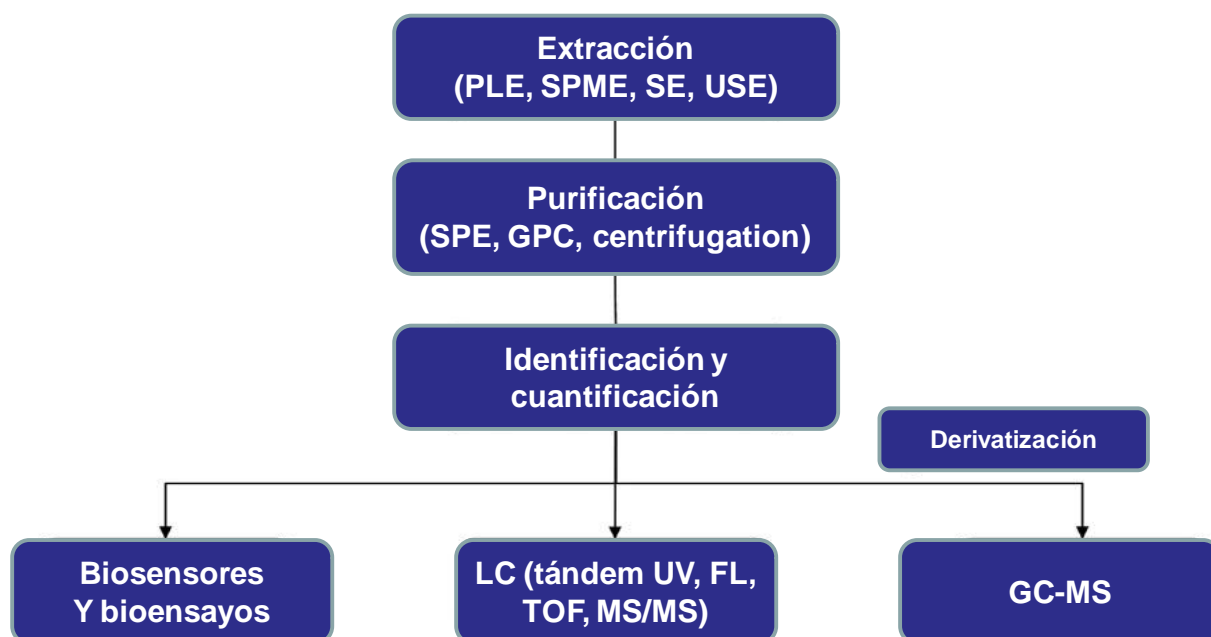 Extracción
(PLE, SPME, SE, USE)
Purificación
(SPE, GPC, centrifugation)
Identificación y
cuantificación
Derivatización
Biosensores
Y bioensayos
LC (tándem UV, FL,
TOF, MS/MS)
GC-MS